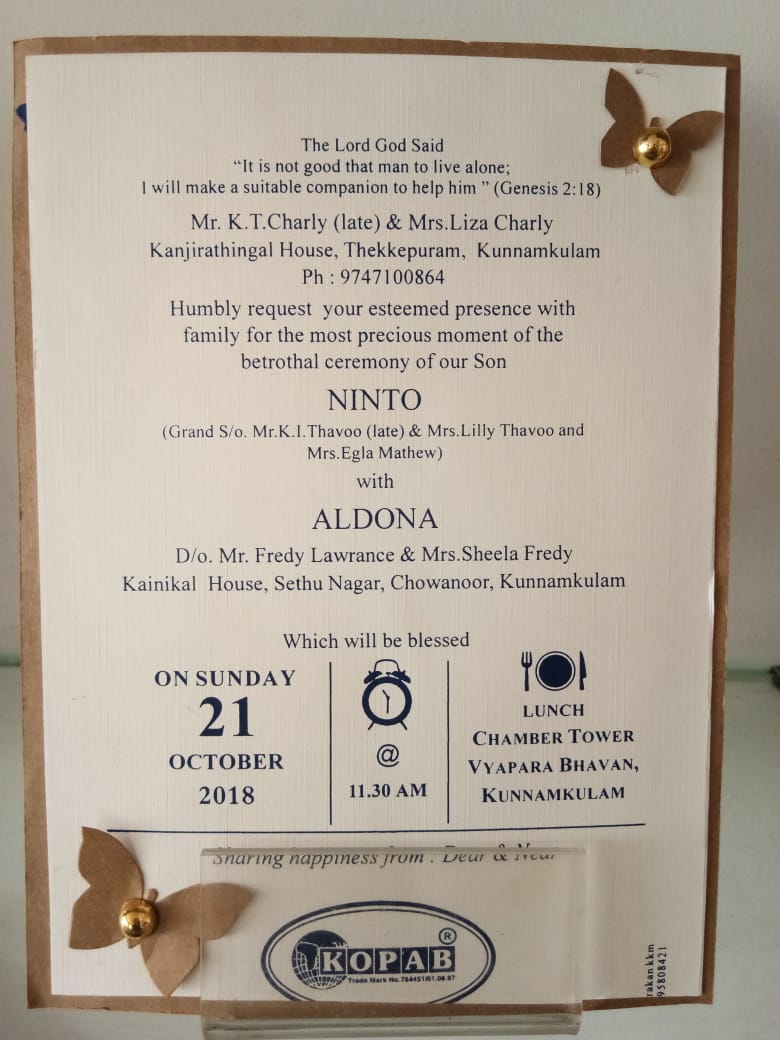 The Lord God Said
“It is not good that man to live alone;
I will make a suitable companion to help him ” (Genesis 2:18)
Mr. K.T.Charly (late) & Mrs.Liza Charly
Kanjirathingal House, Thekkepuram, Kunnamkulam
Ph : 9747100864
Humbly request your esteemed presence with
family for the most precious moment of the
betrothal ceremony of our Son
NINTO
(Grand S/o. Mr.K.I.Thavoo (late) & Mrs.Lilly Thavoo and
Mrs.Egla Mathew)
with
ALDONA
D/o. Mr. Fredy Lawrance & Mrs.Sheela Fredy
Kainikal House, Sethu Nagar, Chowanoor, Kunnamkulam
Which will be blessed
ON SUNDAY
21
OCTOBER
2018
@
11.30 AM
LUNCH
CHAMBER TOWER
VYAPARA BHAVAN,
KUNNAMKULAM
Sharing happiness from : Dear & Near
KOPAB ®
Trade Mark No.764451/01.08.97
rakan kkm
95808421